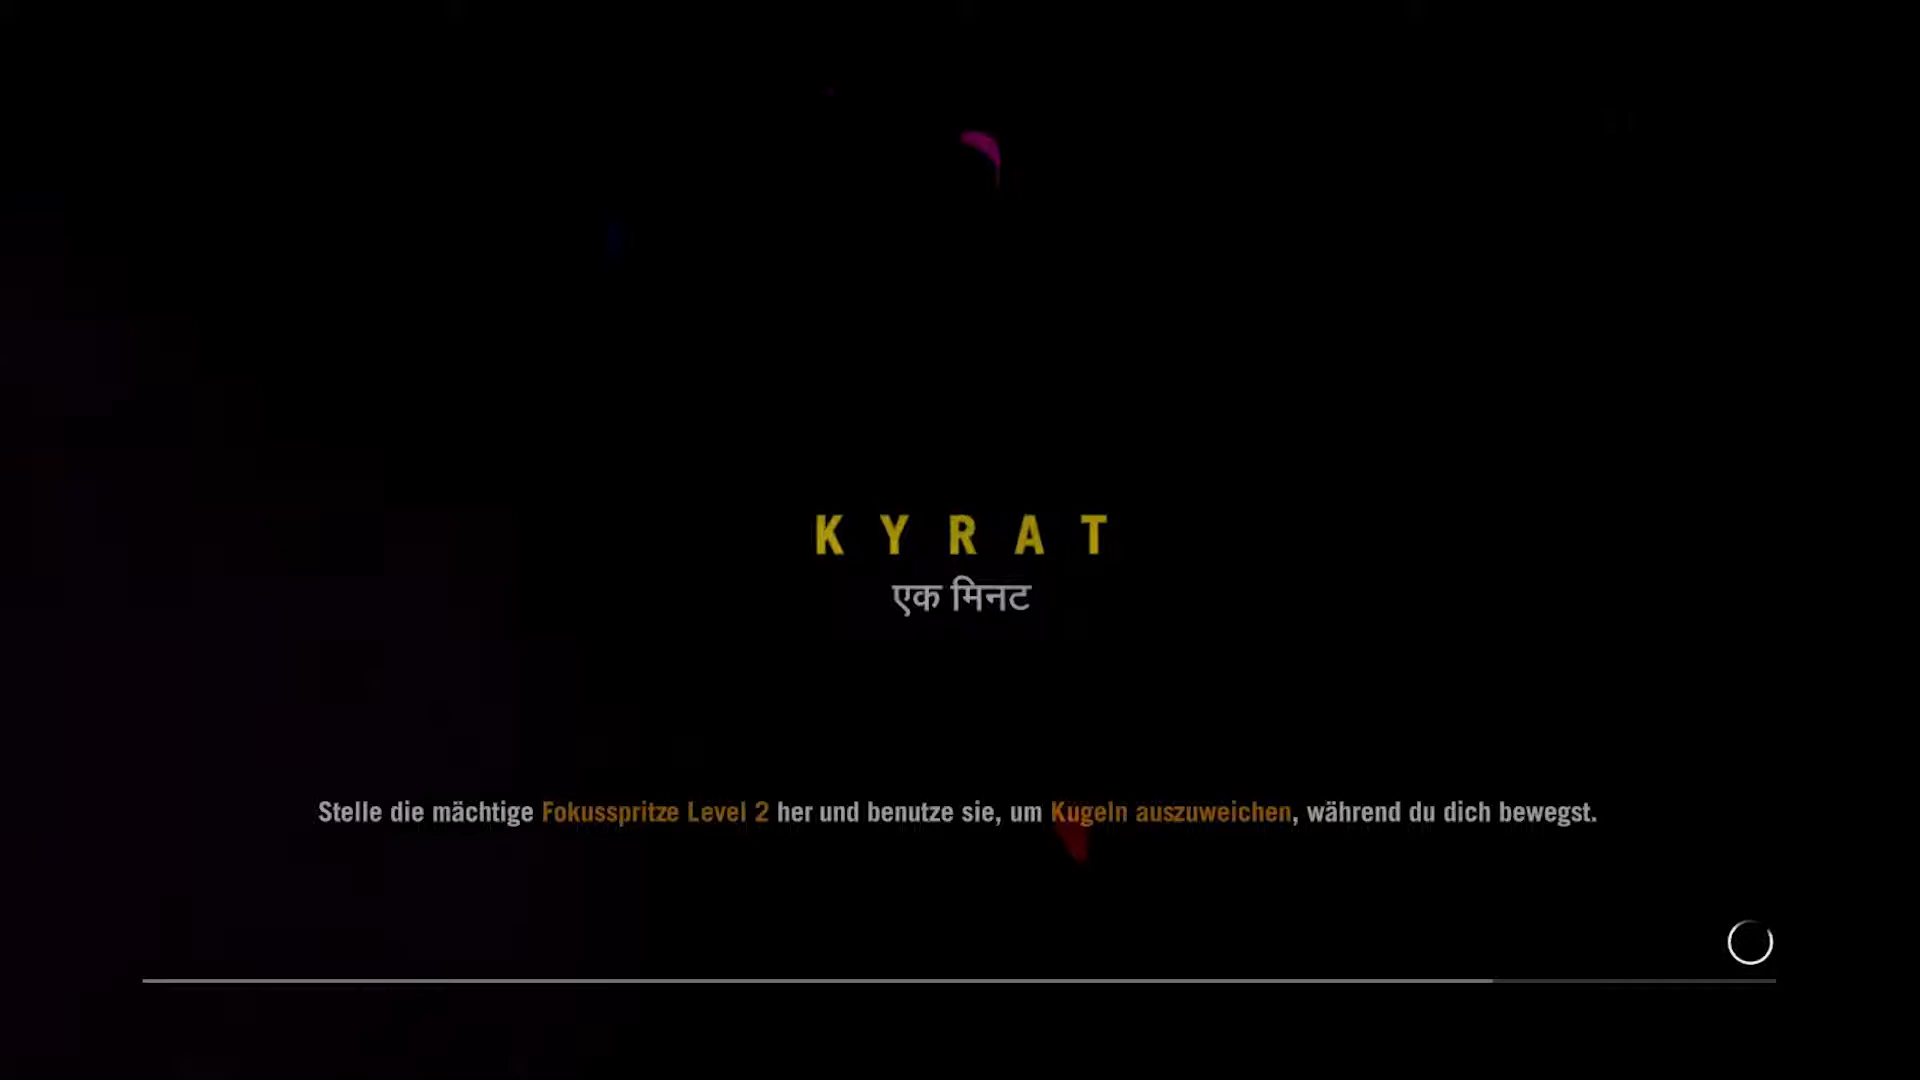 KYRAT
एक मिनट
Stelle die mächtige Fokusspritze Level 2 her und benutze sie, um Kugeln auszuweichen, während du dich bewegst.